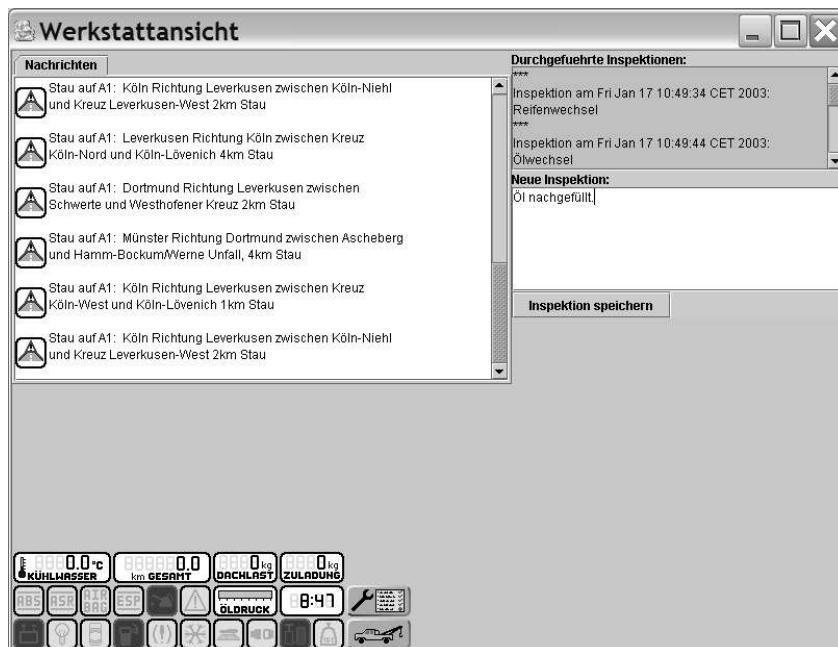 Werkstattansicht
Nachrichten
Stau auf A1: Köln Richtung Leverkusen zwischen Köln-Niehl
und Kreuz Leverkusen-West 2km Stau
Stau auf A1: Leverkusen Richtung Köln zwischen Kreuz
Köln-Nord und Köln-Lövenich 4km Stau
Stau auf A1: Dortmund Richtung Leverkusen zwischen
Schwerte und Westhofener Kreuz 2km Stau
Stau auf A1: Münster Richtung Dortmund zwischen Ascheberg
und Hamm-Bockum/Werne Unfall, 4km Stau
Stau auf A1: Köln Richtung Leverkusen zwischen Kreuz
Köln-West und Köln-Lövenich 1km Stau
Stau auf A1: Köln Richtung Leverkusen zwischen Köln-Niehl
und Kreuz Leverkusen-West 2km Stau
Durchgefuehrte Inspektionen:
***
Inspektion am Fri Jan 17 10:49:34 CET 2003:
Reifenwechsel
***
Inspektion am Fri Jan 17 10:49:44 CET 2003:
Ölwechsel
Neue Inspektion:
Öl nachgefüllt.
Inspektion speichern
0.0 °C
KÜHLWASSER
0.0
km GESAMT
0 kg
DACHLAST
0 kg
ZULADUNG
ABS
ASR
AIR
BAG
ESP
ÖLDRUCK
8:47